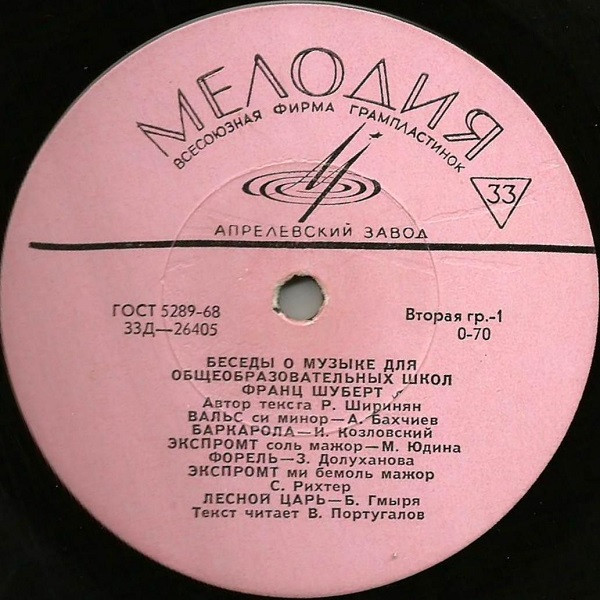 МЕЛОДИЯ
ВСЕСОЮЗНАЯ ФИРМА ГРАМПЛАСТИНОК
33
АПРЕЛЕВСКИЙ ЗАВОД
ГОСТ 5289-68
33Д—26405
Вторая гр.-1
0-70
БЕСЕДЫ О МУЗЫКЕ ДЛЯ
ОБЩЕОБРАЗОВАТЕЛЬНЫХ ШКОЛ
ФРАНЦ ШУБЕРТ
Автор текста Р. Ширинян
ВАЛЬС си минор—А. Бахчиев
БАРКАРОЛА—И. Козловский
ЭКСПРОМТ соль мажор—М. Юдина
ФОРЕЛЬ—З. Долуханова
ЭКСПРОМТ ми бемоль мажор
С. Рихтер
ЛЕСНОЙ ЦАРЬ—Б. Гмыря
Текст читает В. Португалов